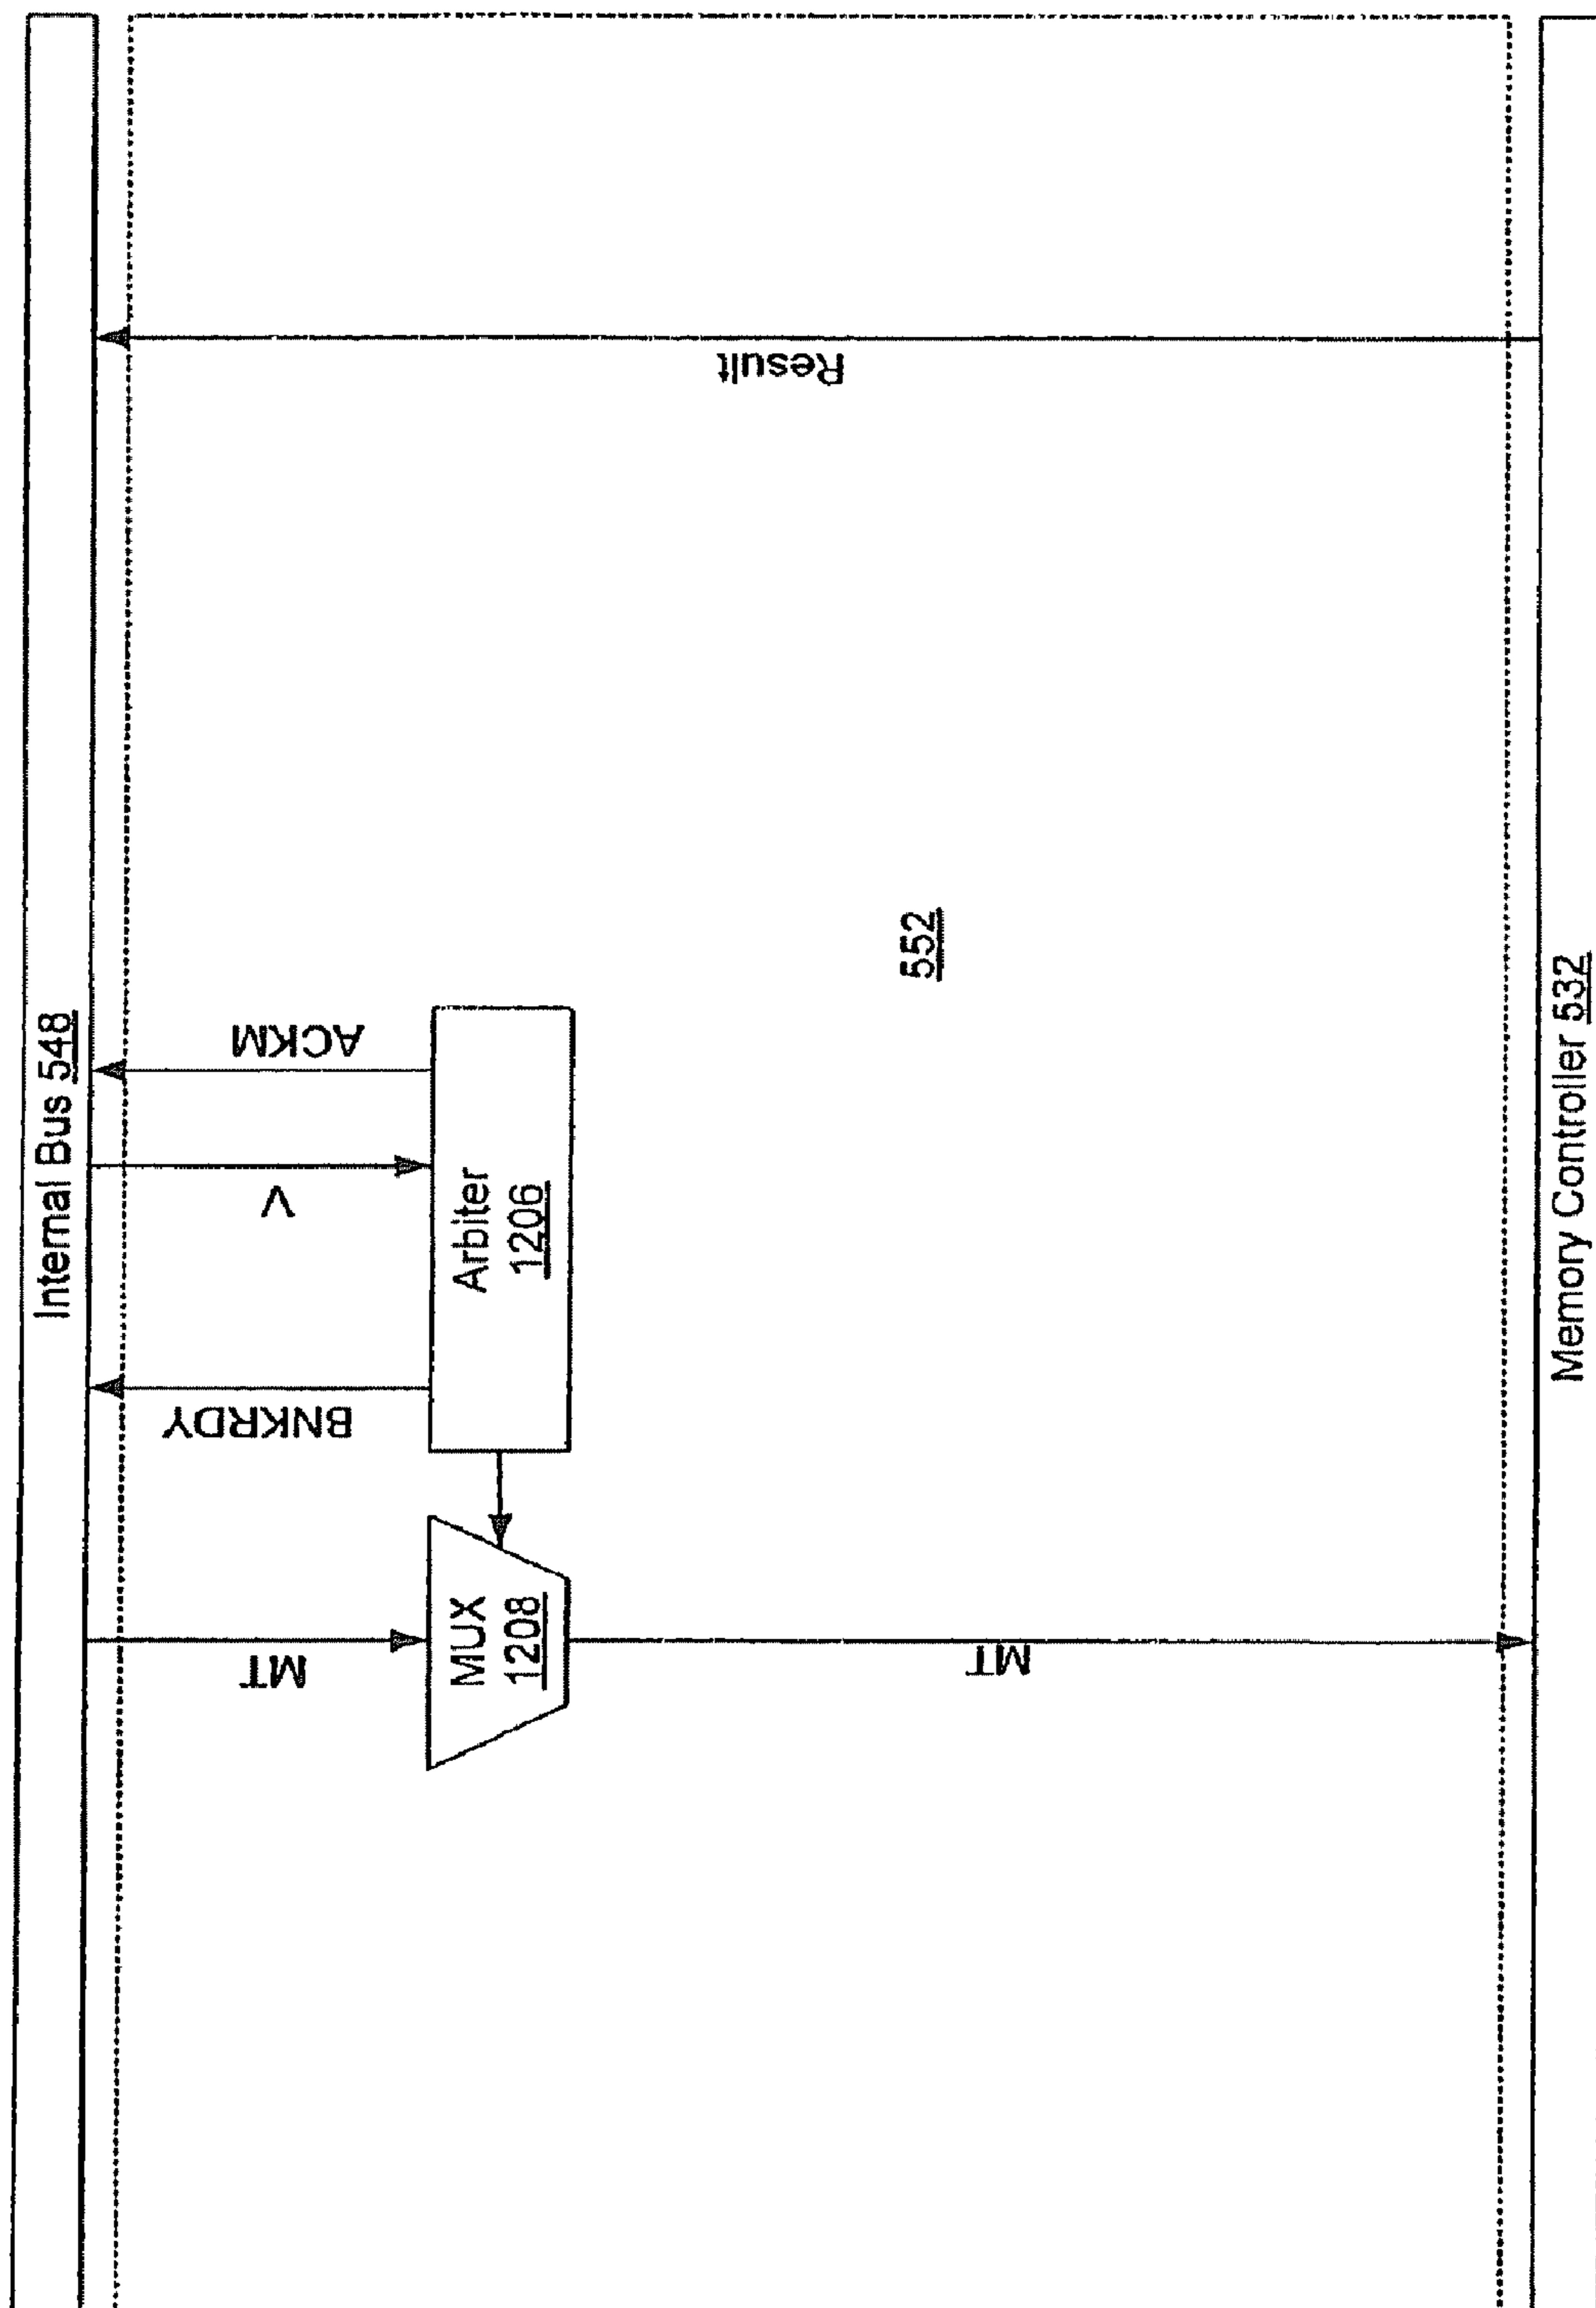 Internal Bus 548
MT
BNKRDY
V
ACKM
MUX
1208
Arbiter
1206
MT
552
Result
Memory Controller 532